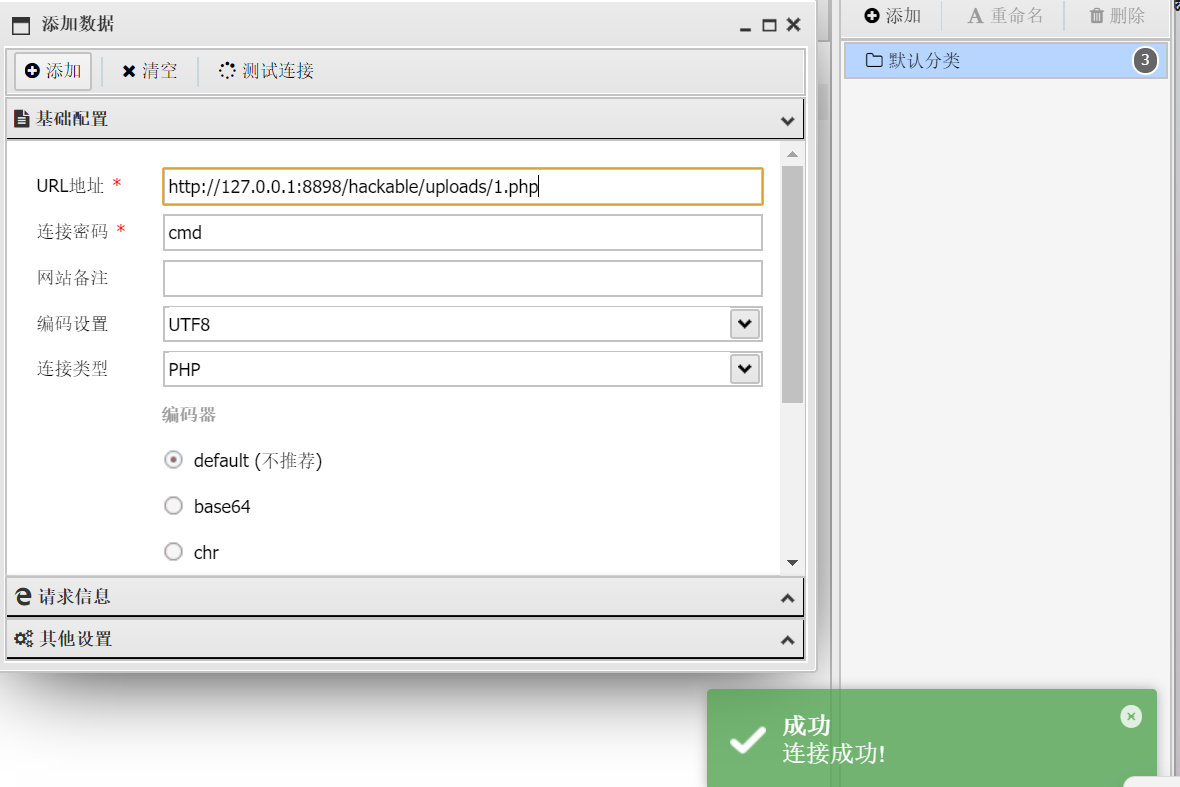 添加数据
添加 清空 测试连接
基础配置
URL地址 * http://127.0.0.1:8898/hackable/uploads/1.php
连接密码 * cmd
网站备注
编码设置 UTF8
连接类型 PHP
编码器
default (不推荐)
base64
chr
请求信息
其他设置
添加 重命名 删除
默认分类 3
成功
连接成功!